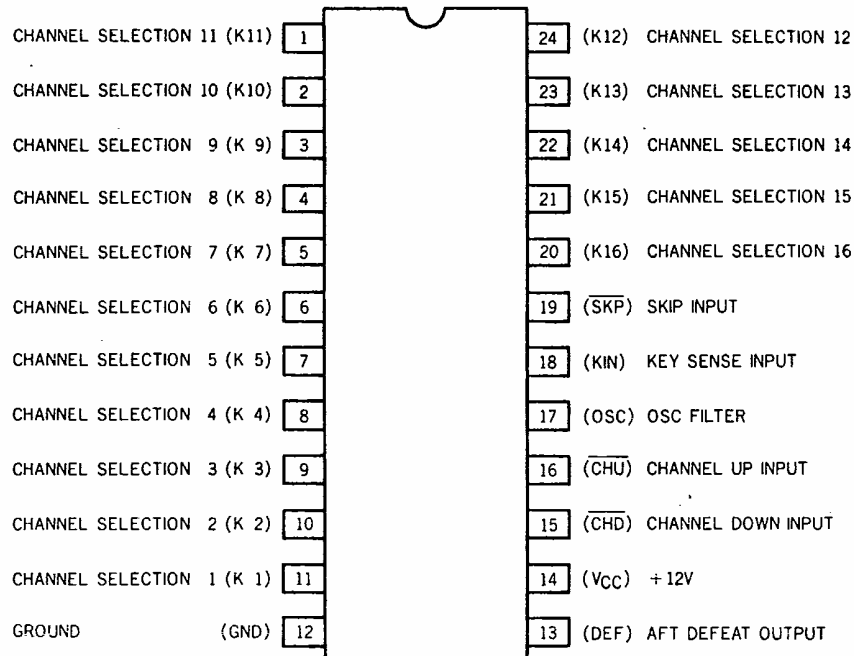 CHANNEL SELECTION 11 (K11) 1 24 (K12) CHANNEL SELECTION 12
CHANNEL SELECTION 10 (K10) 2 23 (K13) CHANNEL SELECTION 13
CHANNEL SELECTION 9 (K 9) 3 22 (K14) CHANNEL SELECTION 14
CHANNEL SELECTION 8 (K 8) 4 21 (K15) CHANNEL SELECTION 15
CHANNEL SELECTION 7 (K 7) 5 20 (K16) CHANNEL SELECTION 16
CHANNEL SELECTION 6 (K 6) 6 19 (S̅K̅P̅) SKIP INPUT
CHANNEL SELECTION 5 (K 5) 7 18 (KIN) KEY SENSE INPUT
CHANNEL SELECTION 4 (K 4) 8 17 (OSC) OSC FILTER
CHANNEL SELECTION 3 (K 3) 9 16 (C̅H̅U̅) CHANNEL UP INPUT
CHANNEL SELECTION 2 (K 2) 10 15 (C̅H̅D̅) CHANNEL DOWN INPUT
CHANNEL SELECTION 1 (K 1) 11 14 (VCC) +12V
GROUND (GND) 12 13 (DEF) AFT DEFEAT OUTPUT